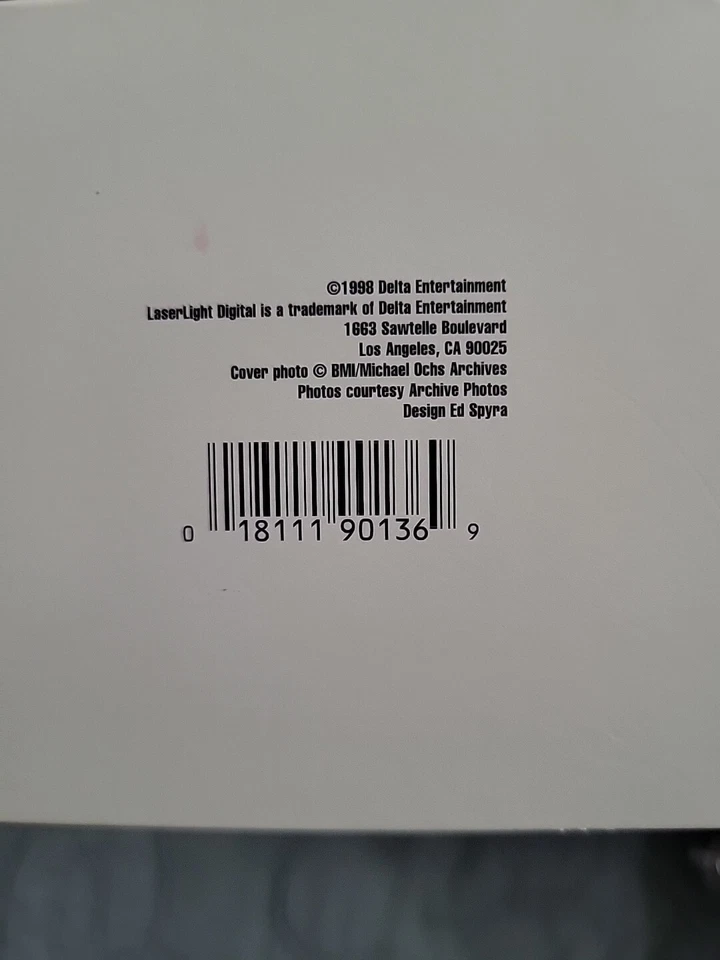 ©1998 Delta Entertainment
LaserLight Digital is a trademark of Delta Entertainment
1663 Sawtelle Boulevard
Los Angeles, CA 90025
Cover photo © BMI/Michael Ochs Archives
Photos courtesy Archive Photos
Design Ed Spyra
0 18111 90136 9